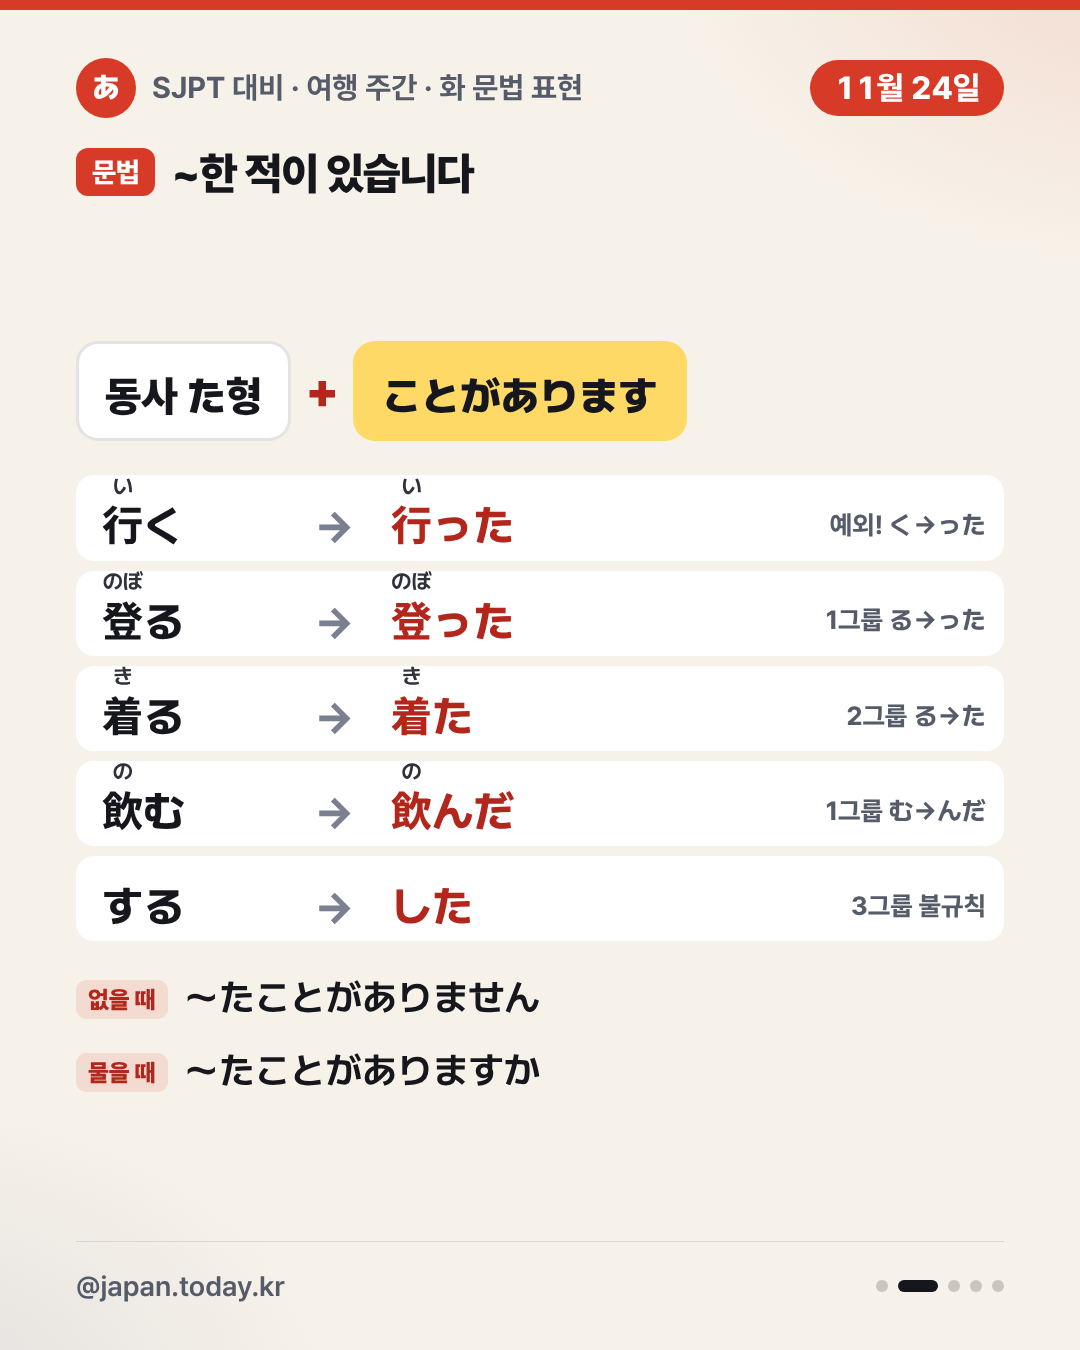 あ SJPT 대비 · 여행 주간 · 화 문법 표현 11월 24일
문법 ~한 적이 있습니다
동사 た형 + ことがあります
い い
行く → 行った 예외! く→った
のぼ のぼ
登る → 登った 1그룹 る→った
き き
着る → 着た 2그룹 る→た
の の
飲む → 飲んだ 1그룹 む→んだ
する → した 3그룹 불규칙
없을 때 〜たことがありません
물을 때 〜たことがありますか
@japan.today.kr